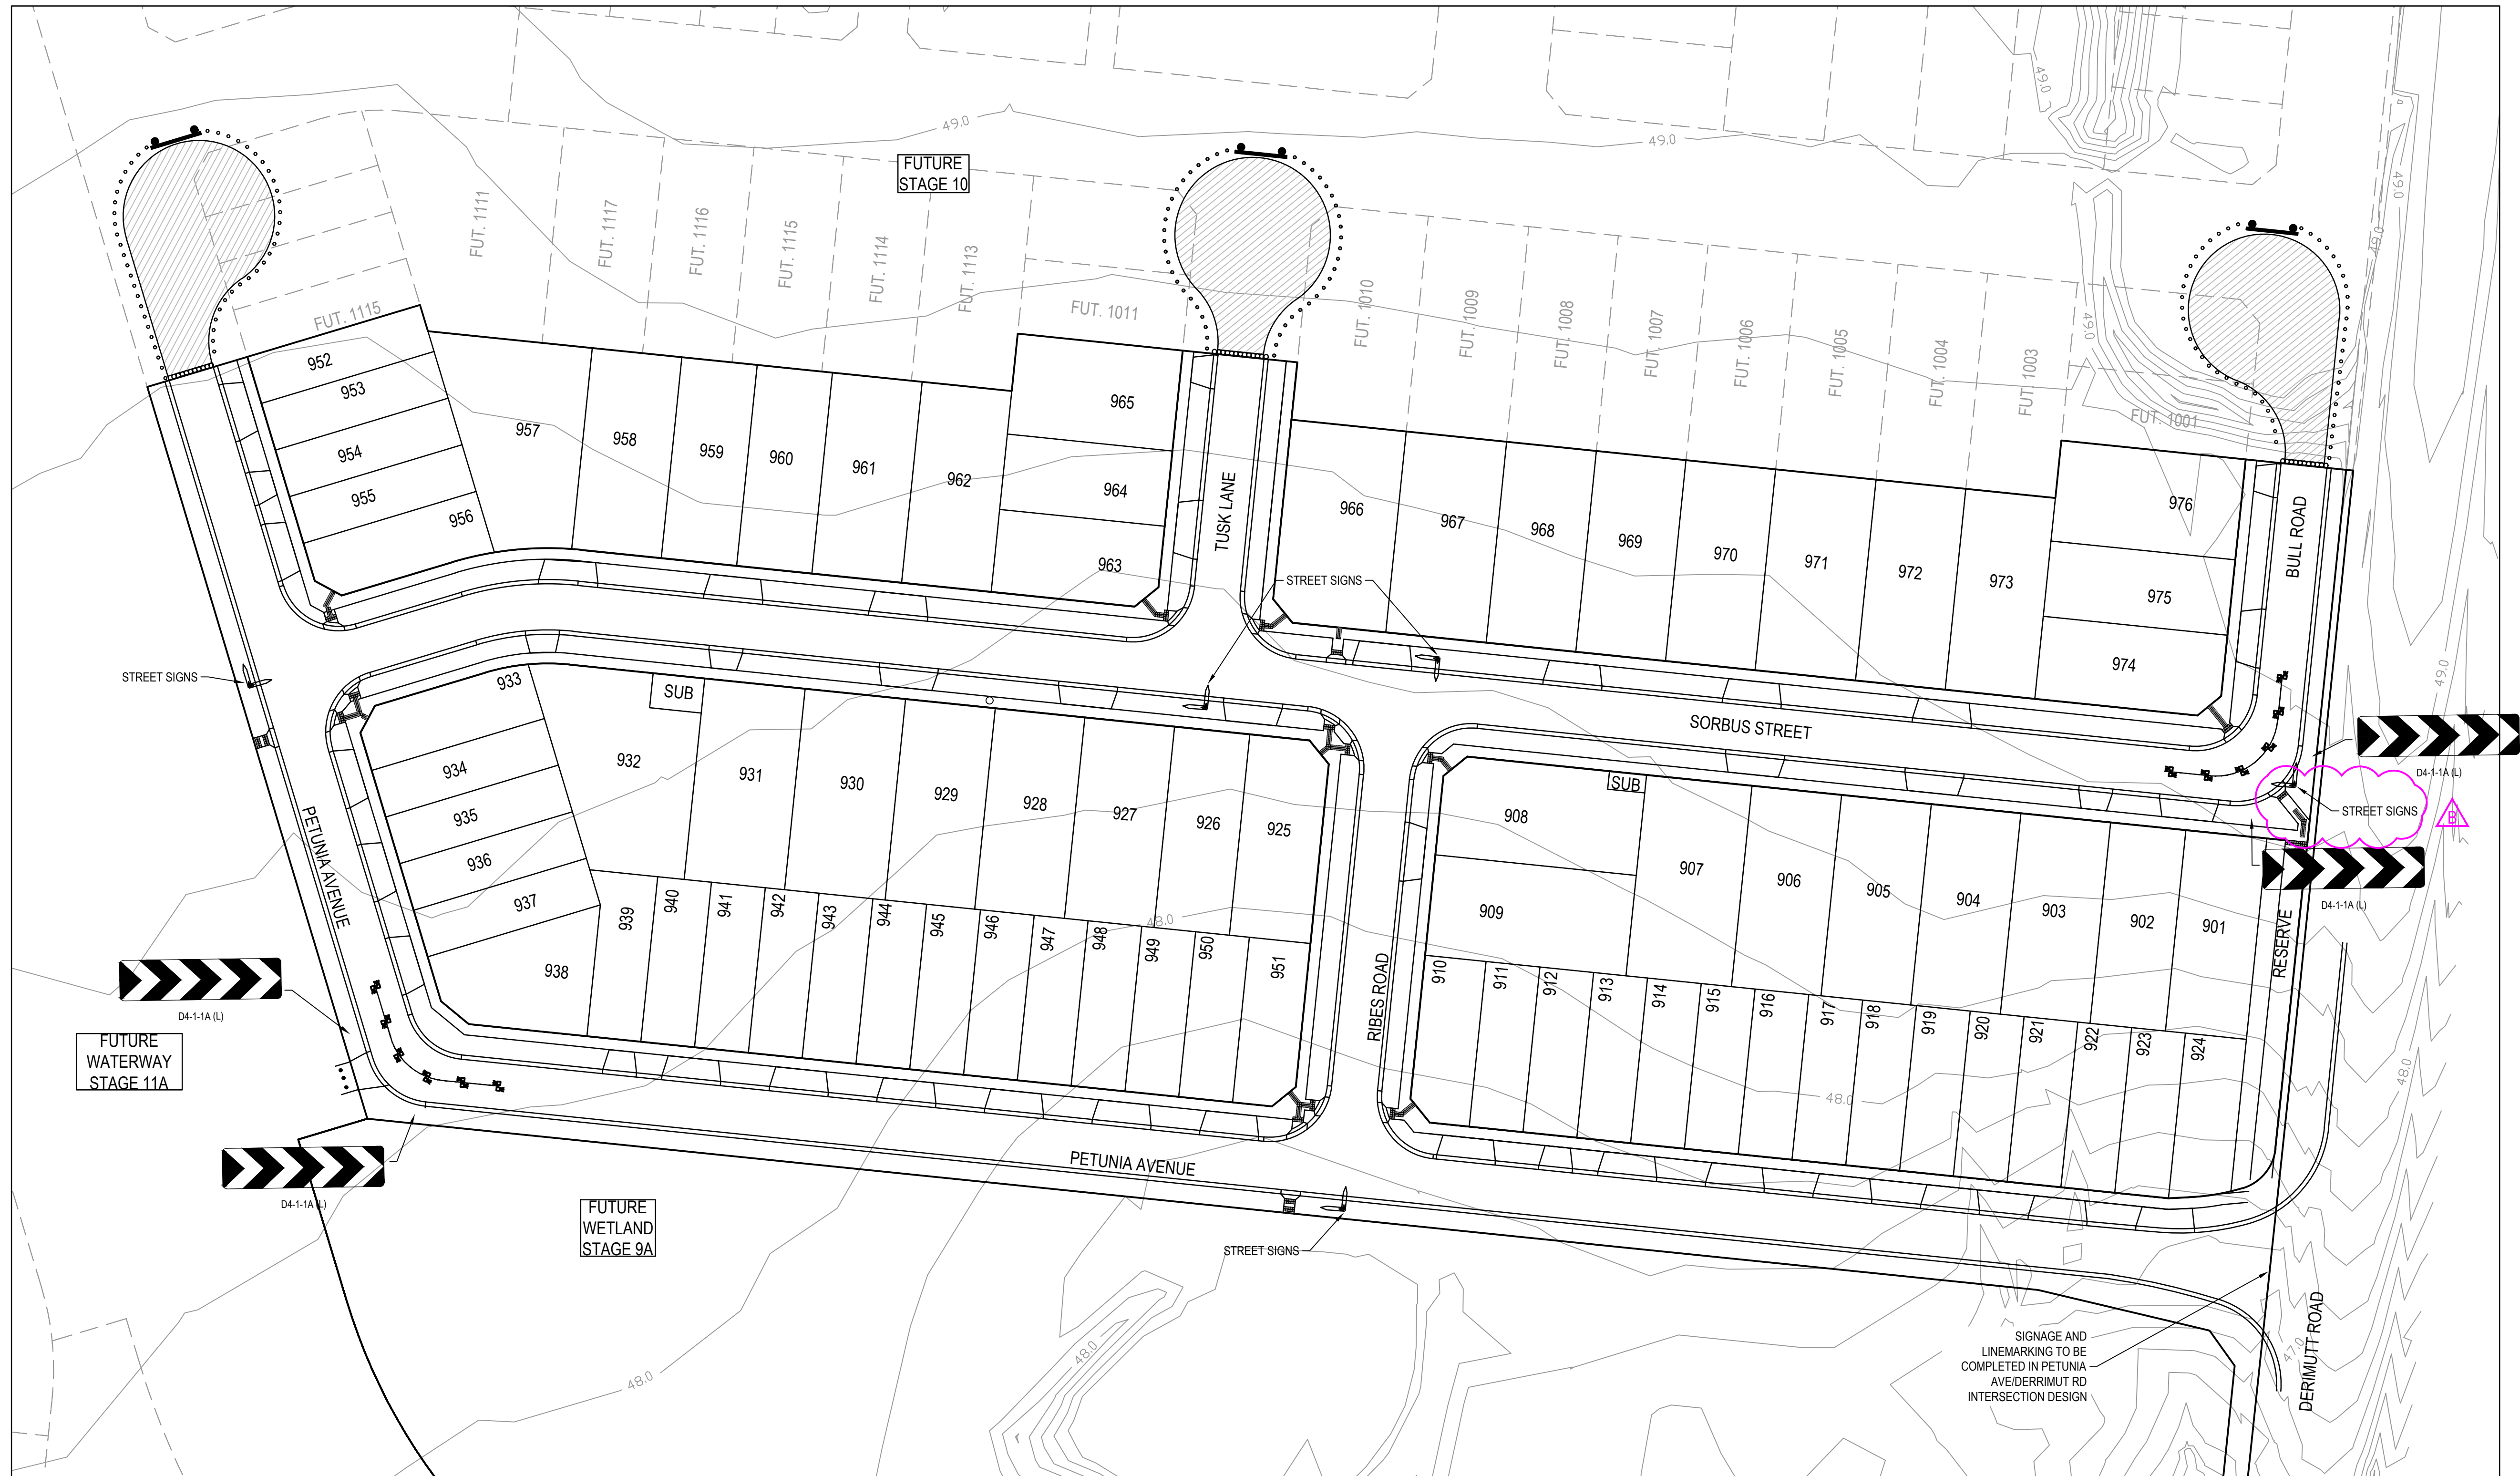 49.0
49.0
49.0
49.0
49.0
49.0
49.0
FUTURE
STAGE 10
FUT. 1111
FUT. 1117
FUT. 1116
FUT. 1115
FUT. 1114
FUT. 1113
FUT. 1115
FUT. 1011
FUT. 1010
FUT. 1009
FUT. 1008
FUT. 1007
FUT. 1006
FUT. 1005
FUT. 1004
FUT. 1003
FUT. 1001
952
953
954
955
956
957
958
959
960
961
962
965
964
963
TUSK LANE
966
967
968
969
970
971
972
973
976
975
974
BULL ROAD
STREET SIGNS
STREET SIGNS
SORBUS STREET
D4-1-1A (L)
STREET SIGNS
B
D4-1-1A (L)
933
SUB
932
931
930
929
928
927
926
925
934
935
936
937
938
939
940
941
942
943
944
945
946
947
948
949
950
951
48.0
PETUNIA AVENUE
RIBES ROAD
908
SUB
909
907
906
905
904
903
902
901
RESERVE
910
911
912
913
914
915
916
917
918
919
920
921
922
923
924
48.0
48.0
D4-1-1A (L)
FUTURE
WATERWAY
STAGE 11A
D4-1-1A (L)
PETUNIA AVENUE
FUTURE
WETLAND
STAGE 9A
STREET SIGNS
48.0
48.0
SIGNAGE AND
LINEMARKING TO BE
COMPLETED IN PETUNIA
AVE/DERRIMUT RD
INTERSECTION DESIGN
47.0
DERIMUTT ROAD